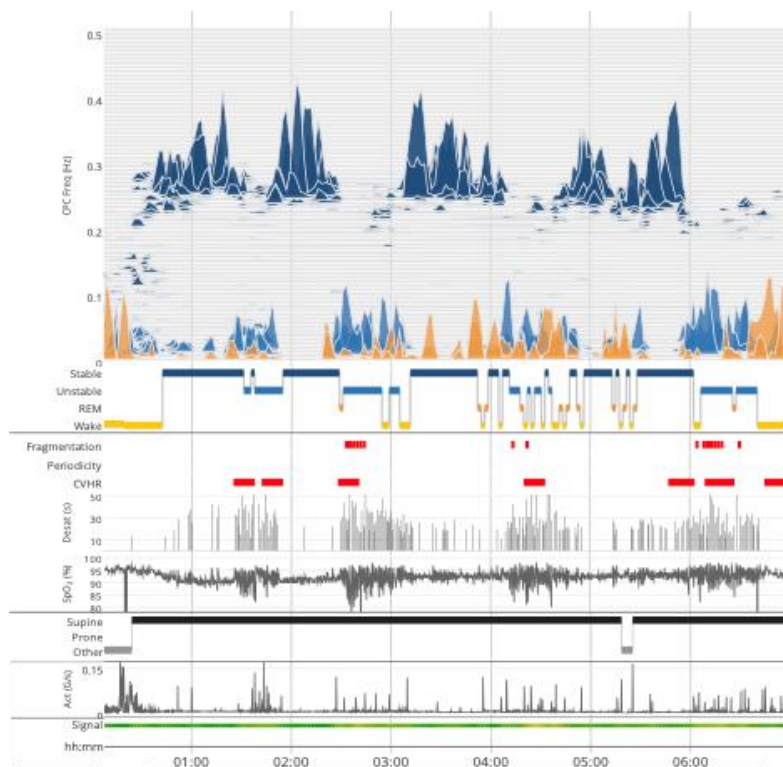 0.5
0.4
0.3
CPC Freq (Hz)
0.2
0.1
0
Stable
Unstable
REM
Wake
Fragmentation
Periodicity
CVHR
50
Desat (S)
30
10
100
95
SpO₂ (%)
90
85
80
Supine
Prone
Other
0.15
Act (G/s)
0
Signal
hh:mm
01:00 02:00 03:00 04:00 05:00 06:00